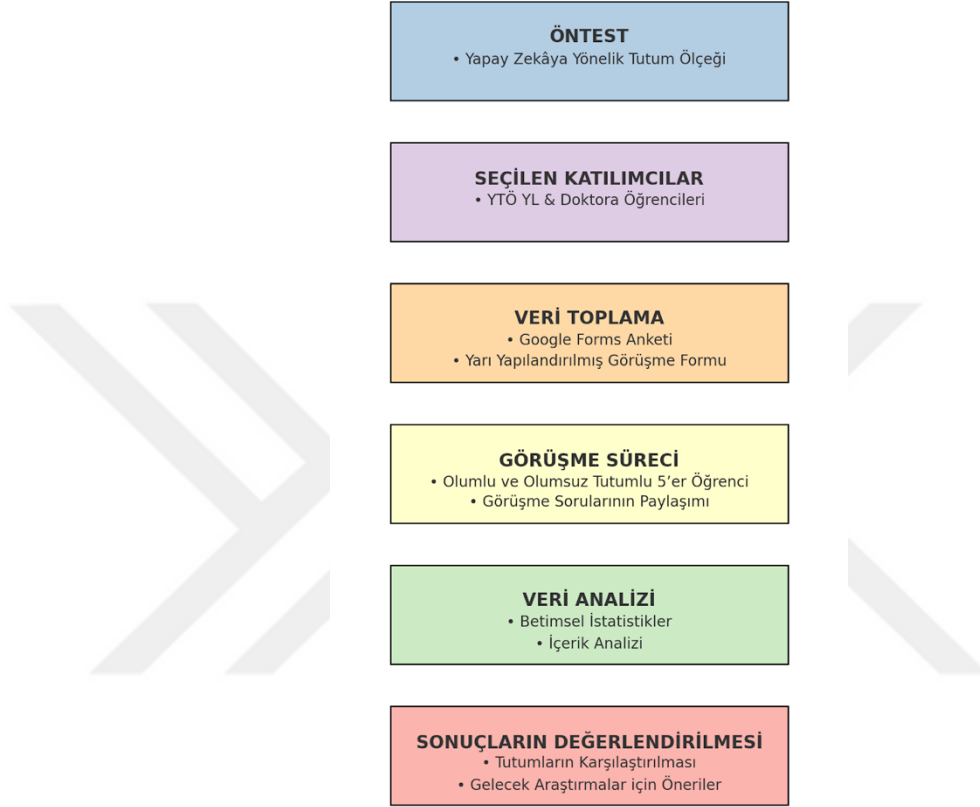 ÖNTEST
• Yapay Zekâya Yönelik Tutum Ölçeği
SEÇİLEN KATILIMCILAR
• YTÖ YL & Doktora Öğrencileri
VERİ TOPLAMA
• Google Forms Anketi
• Yarı Yapılandırılmış Görüşme Formu
GÖRÜŞME SÜRECİ
• Olumlu ve Olumsuz Tutumlu 5’er Öğrenci
• Görüşme Sorularının Paylaşımı
VERİ ANALİZİ
• Betimsel İstatistikler
• İçerik Analizi
SONUÇLARIN DEĞERLENDİRİLMESİ
• Tutumların Karşılaştırılması
• Gelecek Araştırmalar için Öneriler